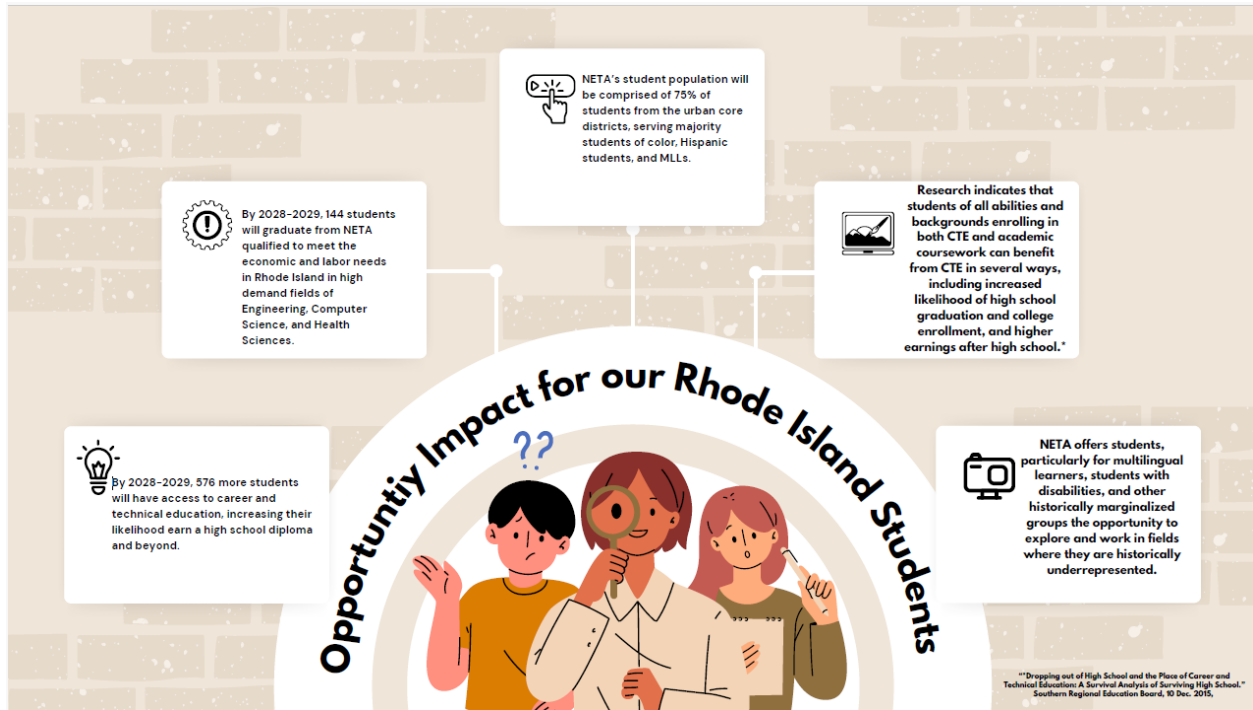 NETA's student population will
be comprised of 75% of
students from the urban core
districts, serving majority
students of color, Hispanic
students, and MLLs.
By 2028-2029, 144 students
will graduate from NETA
qualified to meet the
economic and labor needs
in Rhode Island in high
demand fields of
Engineering, Computer
Science, and Health
Sciences.
Research indicates that
students of all abilities and
backgrounds enrolling in
both CTE and academic
coursework can benefit
from CTE in several ways,
including increased
likelihood of high school
graduation and college
enrollment, and higher
earnings after high school.*
By 2028-2029, 576 more students
will have access to career and
technical education, increasing their
likelihood earn a high school diploma
and beyond.
Opportuntiy Impact for our Rhode Island Students
??
NETA offers students,
particularly for multilingual
learners, students with
disabilities, and other
historically marginalized
groups the opportunity to
explore and work in fields
where they are historically
underrepresented.
*"Dropping out of High School and the Place of Career and
Technical Education: A Survival Analysis of Surviving High School."
Southern Regional Education Board, 10 Dec. 2015,